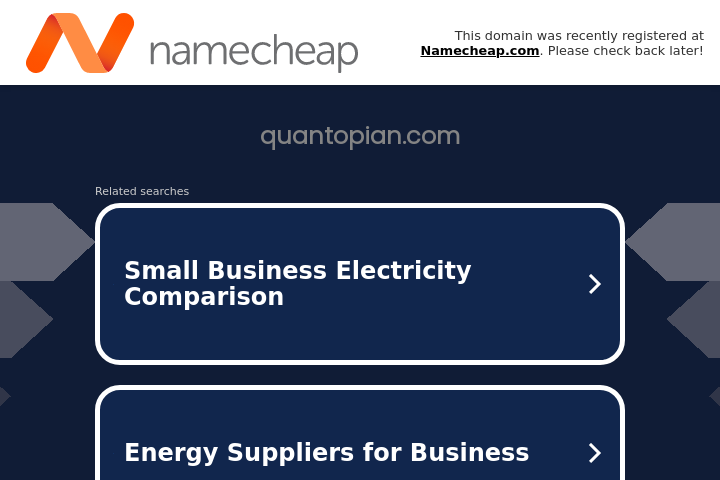 namecheap
This domain was recently registered at
Namecheap.com. Please check back later!
quantopian.com
Related searches
Small Business Electricity
Comparison
Energy Suppliers for Business